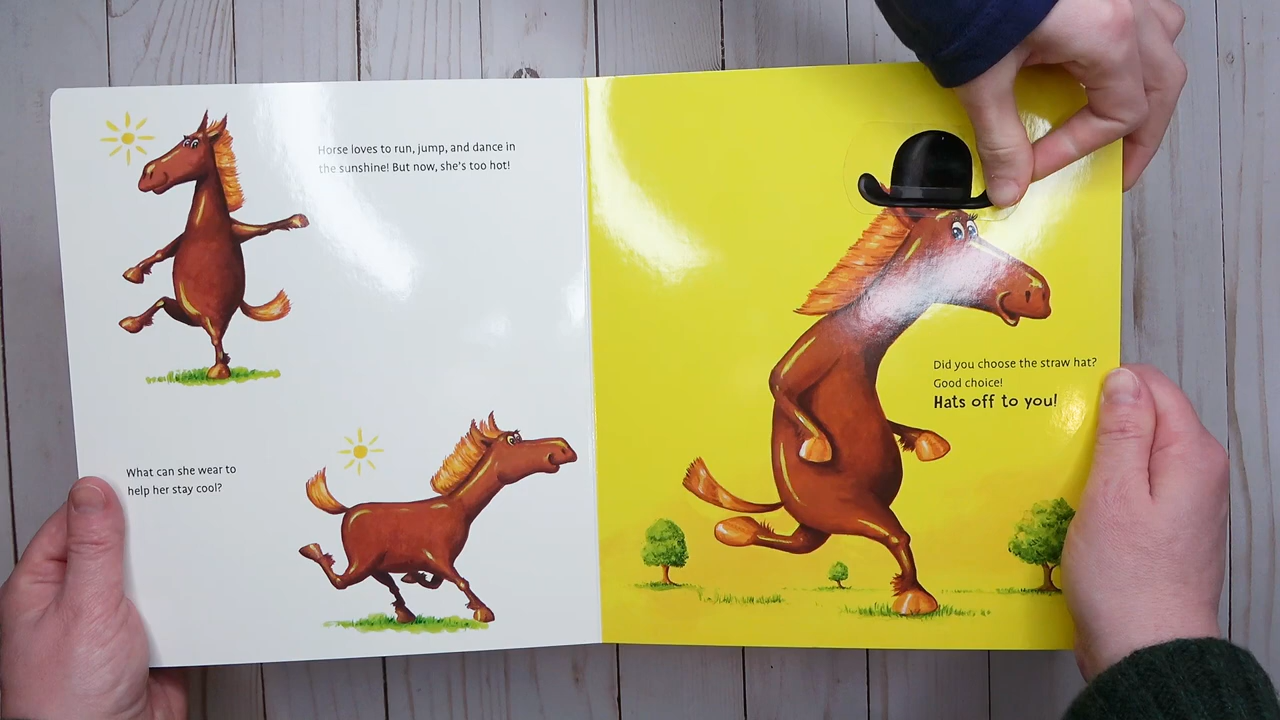 Horse loves to run, jump, and dance in
the sunshine! But now, she's too hot!
What can she wear to
help her stay cool?
Did you choose the straw hat?
Good choice!
Hats off to you!